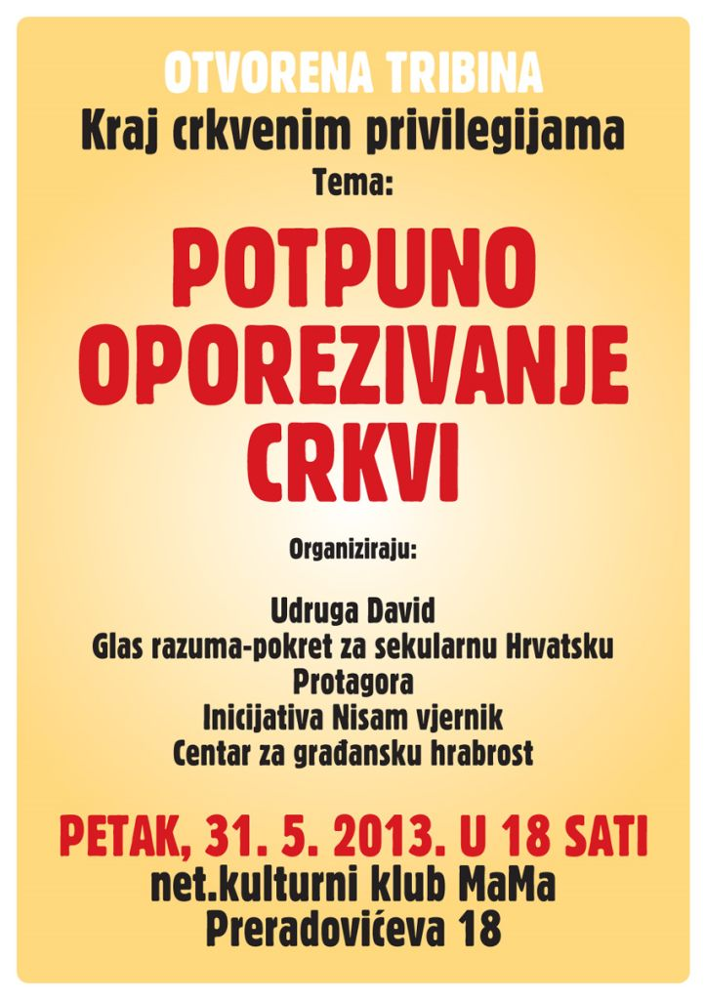 OTVORENA TRIBINA
Kraj crkvenim privilegijama
Tema:
POTPUNO
OPOREZIVANJE
CRKVI
Organiziraju:
Udruga David
Glas razuma-pokret za sekularnu Hrvatsku
Protagora
Inicijativa Nisam vjernik
Centar za građansku hrabrost
PETAK, 31. 5. 2013. U 18 SATI
net.kulturni klub MaMa
Preradovićeva 18